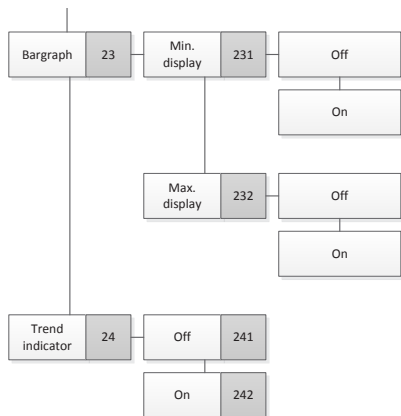 Bargraph 23 Min. display 231 Off
On
Max. display 232 Off
On
Trend indicator 24 Off 241
On 242